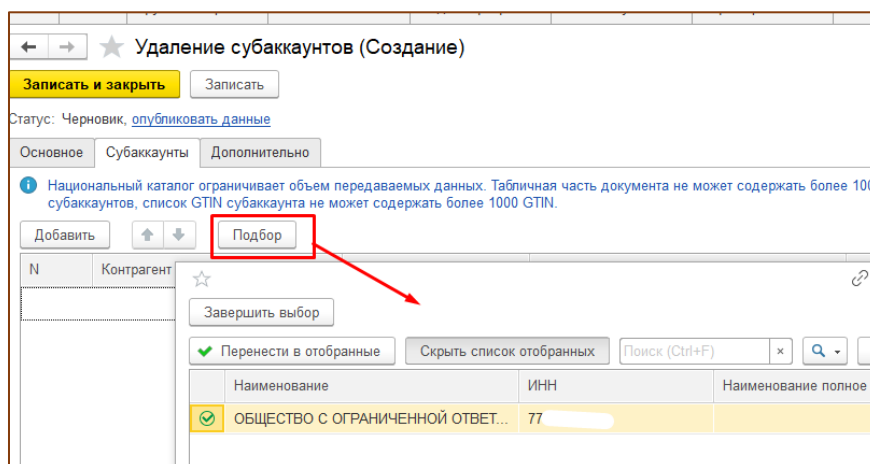 Удаление субаккаунтов (Создание)
Записать и закрыть Записать
Статус: Черновик, опубликовать данные
Основное Субаккаунты Дополнительно
Национальный каталог ограничивает объем передаваемых данных. Табличная часть документа не может содержать более
субаккаунтов, список GTIN субаккаунта не может содержать более 1000 GTIN.
Добавить Подбор
N Контрагент
Завершить выбор
Перенести в отобранные Скрыть список отобранных Поиск (Ctrl+F) ×
Наименование ИНН Наименование полное
ОБЩЕСТВО С ОГРАНИЧЕННОЙ ОТВЕТ... 77